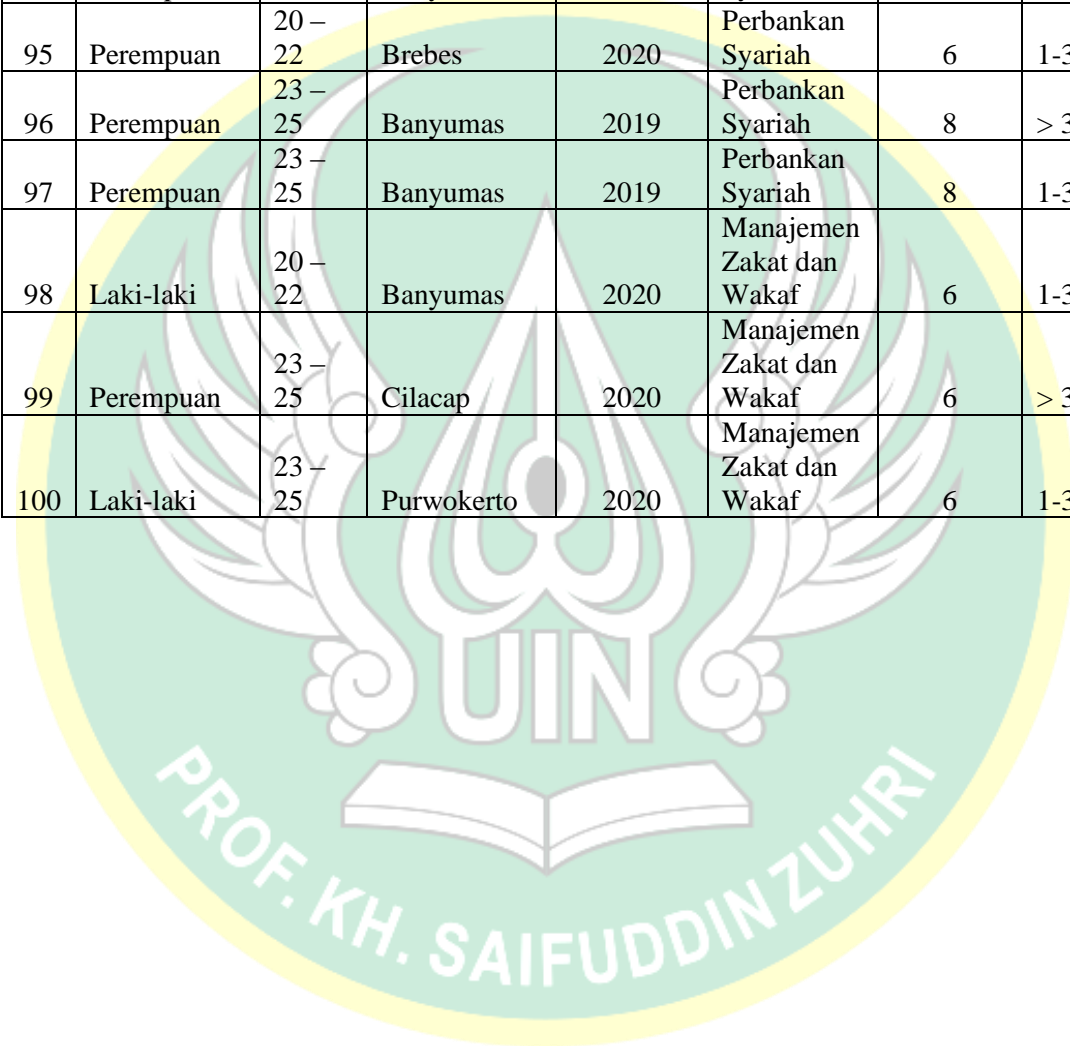 95 Perempuan 20 – 22 Brebes 2020 Perbankan Syariah 6 1-3
96 Perempuan 23 – 25 Banyumas 2019 Perbankan Syariah 8 > 3
97 Perempuan 23 – 25 Banyumas 2019 Perbankan Syariah 8 1-3
98 Laki-laki 20 – 22 Banyumas 2020 Manajemen Zakat dan Wakaf 6 1-3
99 Perempuan 23 – 25 Cilacap 2020 Manajemen Zakat dan Wakaf 6 > 3
100 Laki-laki 23 – 25 Purwokerto 2020 Manajemen Zakat dan Wakaf 6 1-3
UIN
PROF. KH. SAIFUDDIN ZUHRI